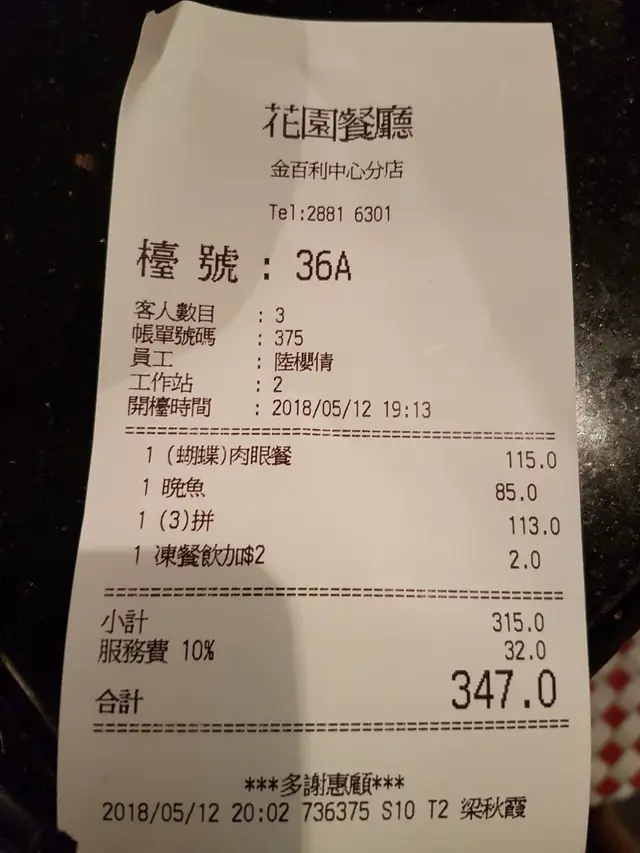 花園餐廳
金百利中心分店
Tel:2881 6301
檯 號 : 36A
客人數目 : 3
帳單號碼 : 375
員工 : 陸櫻倩
工作站 : 2
開檯時間 : 2018/05/12 19:13
1 (蝴蝶)肉眼餐 115.0
1 晚魚 85.0
1 (3)拼 113.0
1 凍餐飲加$2 2.0
小計 315.0
服務費 10% 32.0
合計 347.0
***多謝惠顧***
2018/05/12 20:02 736375 S10 T2 梁秋霞